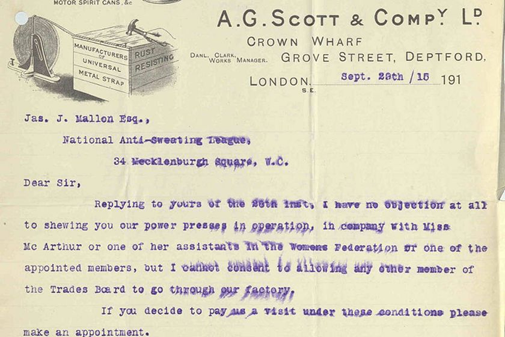 MOTOR SPIRIT CANS, &c
MANUFACTURERS
OF
UNIVERSAL
METAL STRAP
RUST
RESISTING
A.G. SCOTT & COMPY. LD.
CROWN WHARF
DANL. CLARK,
WORKS MANAGER.
GROVE STREET, DEPTFORD,
LONDON, Sept. 29th /15 191
S.E.
Jas. J. Mallon Esq.,
National Anti-Sweating League,
34 Mecklenburgh Square, W.C.
Dear Sir,
Replying to yours of the inst, I have no objection at all
to shewing you our power presses in operation, in company with Miss
Mc Arthur or one of her assistants in the Womens Federation or one of the
appointed members, but I cannot consent to allowing any other member of
the Trades Board to go through our factory.
If you decide to pay us a visit under these conditions please
make an appointment.